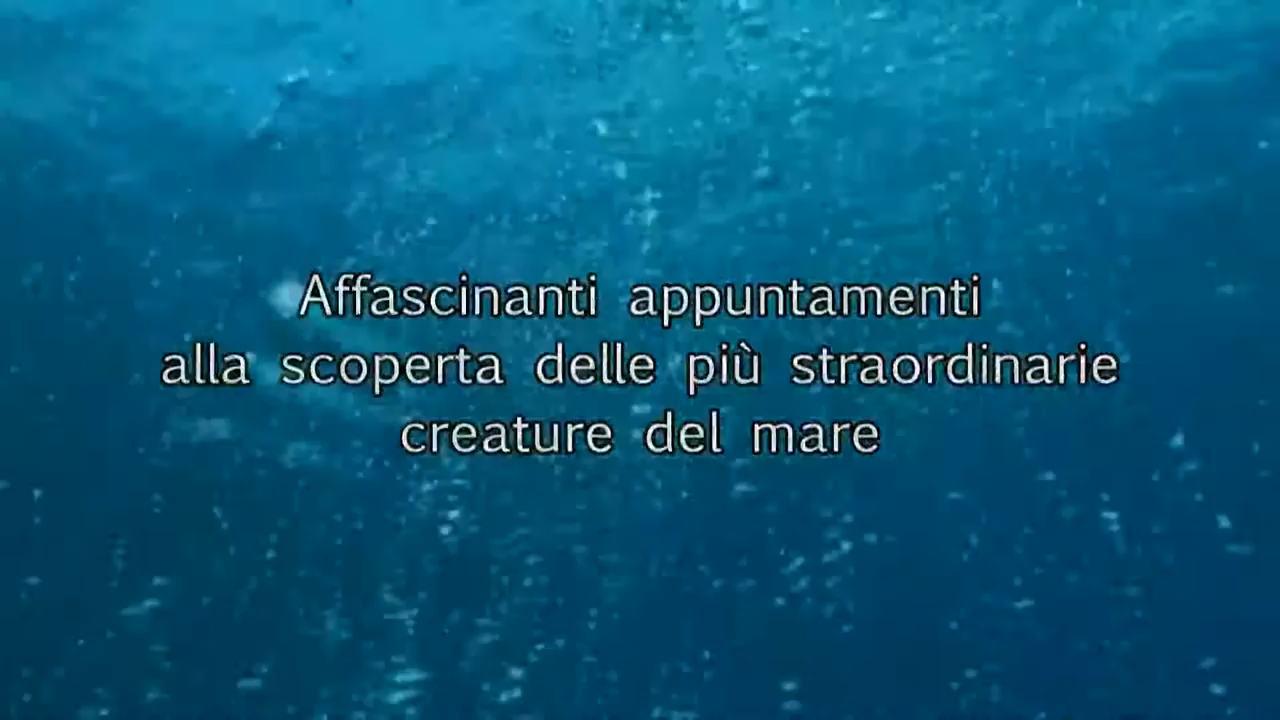 Affascinanti appuntamenti
alla scoperta delle più straordinarie
creature del mare